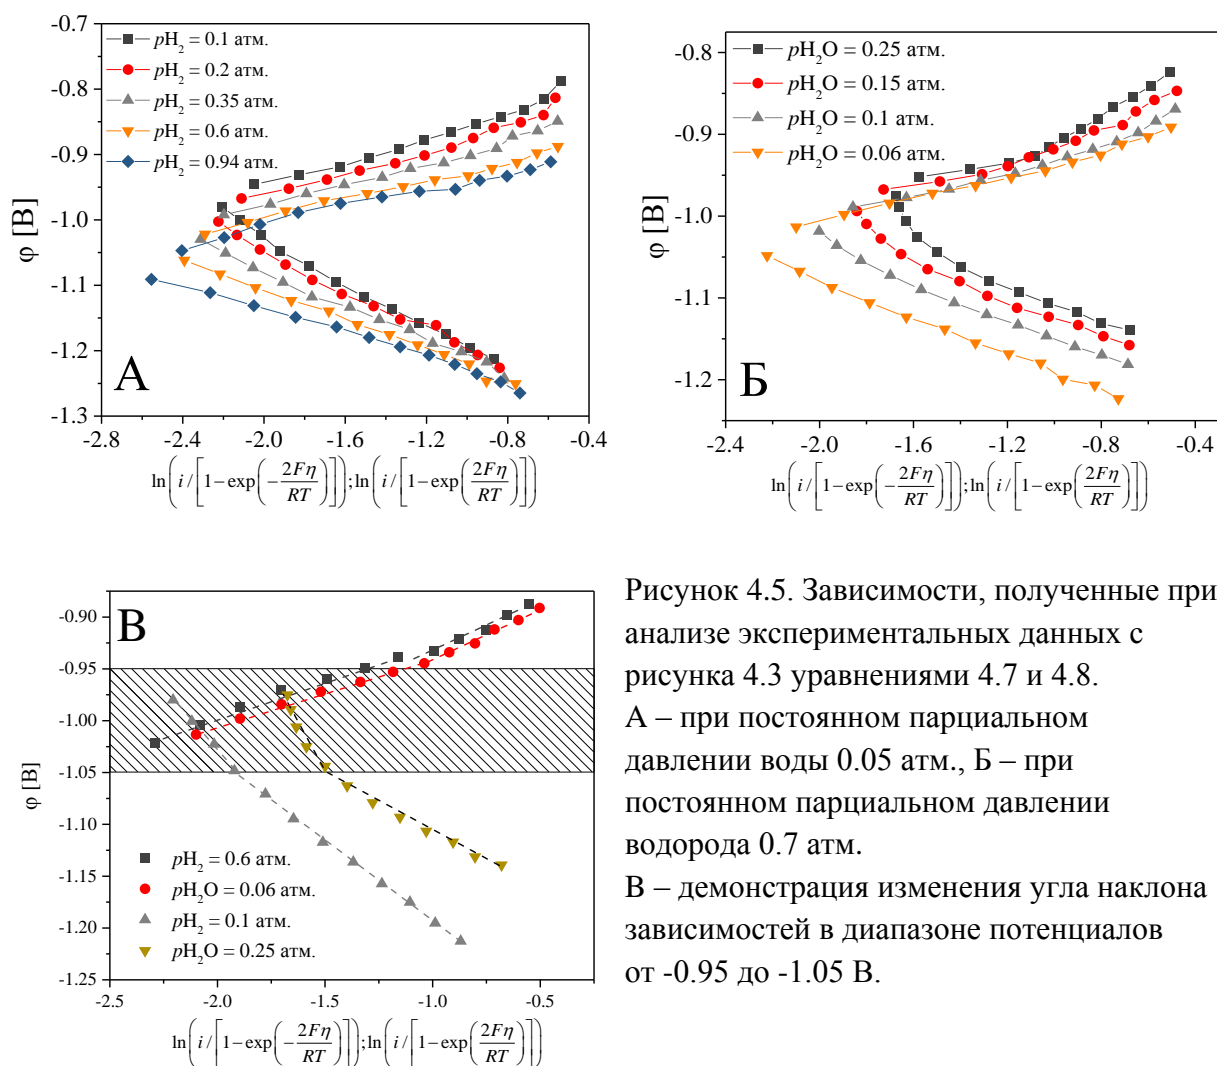 -0.7
-0.8
-0.9
-1.0
-1.1
-1.2
-1.3
φ [В]
pH₂ = 0.1 атм.
pH₂ = 0.2 атм.
pH₂ = 0.35 атм.
pH₂ = 0.6 атм.
pH₂ = 0.94 атм.
А
-2.8 -2.4 -2.0 -1.6 -1.2 -0.8 -0.4
ln(i/[1−exp(−2Fη/RT)]);ln(i/[1−exp(2Fη/RT)])
-0.8
-0.9
-1.0
-1.1
-1.2
φ [В]
pH₂O = 0.25 атм.
pH₂O = 0.15 атм.
pH₂O = 0.1 атм.
pH₂O = 0.06 атм.
Б
-2.4 -2.0 -1.6 -1.2 -0.8 -0.4
ln(i/[1−exp(−2Fη/RT)]);ln(i/[1−exp(2Fη/RT)])
-0.90
-0.95
-1.00
-1.05
-1.10
-1.15
-1.20
-1.25
φ [В]
В
pH₂ = 0.6 атм.
pH₂O = 0.06 атм.
pH₂ = 0.1 атм.
pH₂O = 0.25 атм.
-2.5 -2.0 -1.5 -1.0 -0.5
ln(i/[1−exp(−2Fη/RT)]);ln(i/[1−exp(2Fη/RT)])
Рисунок 4.5. Зависимости, полученные при
анализе экспериментальных данных с
рисунка 4.3 уравнениями 4.7 и 4.8.
А – при постоянном парциальном
давлении воды 0.05 атм., Б – при
постоянном парциальном давлении
водорода 0.7 атм.
В – демонстрация изменения угла наклона
зависимостей в диапазоне потенциалов
от -0.95 до -1.05 В.